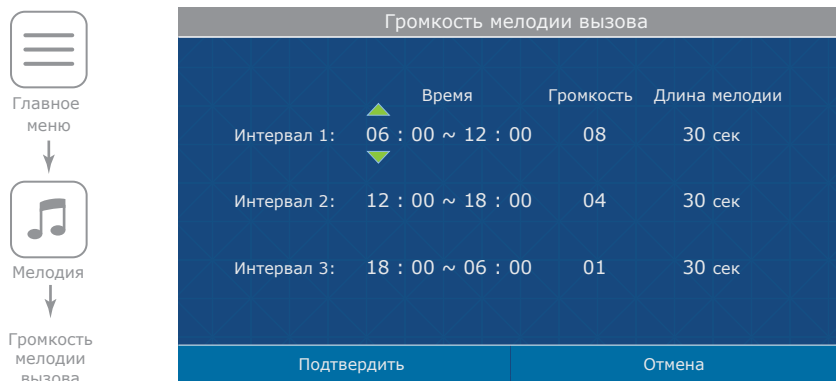 Главное
меню
Мелодия
Громкость
мелодии
вызова
Громкость мелодии вызова
Время Громкость Длина мелодии
Интервал 1: 06 : 00 ~ 12 : 00 08 30 сек
Интервал 2: 12 : 00 ~ 18 : 00 04 30 сек
Интервал 3: 18 : 00 ~ 06 : 00 01 30 сек
Подтвердить Отмена